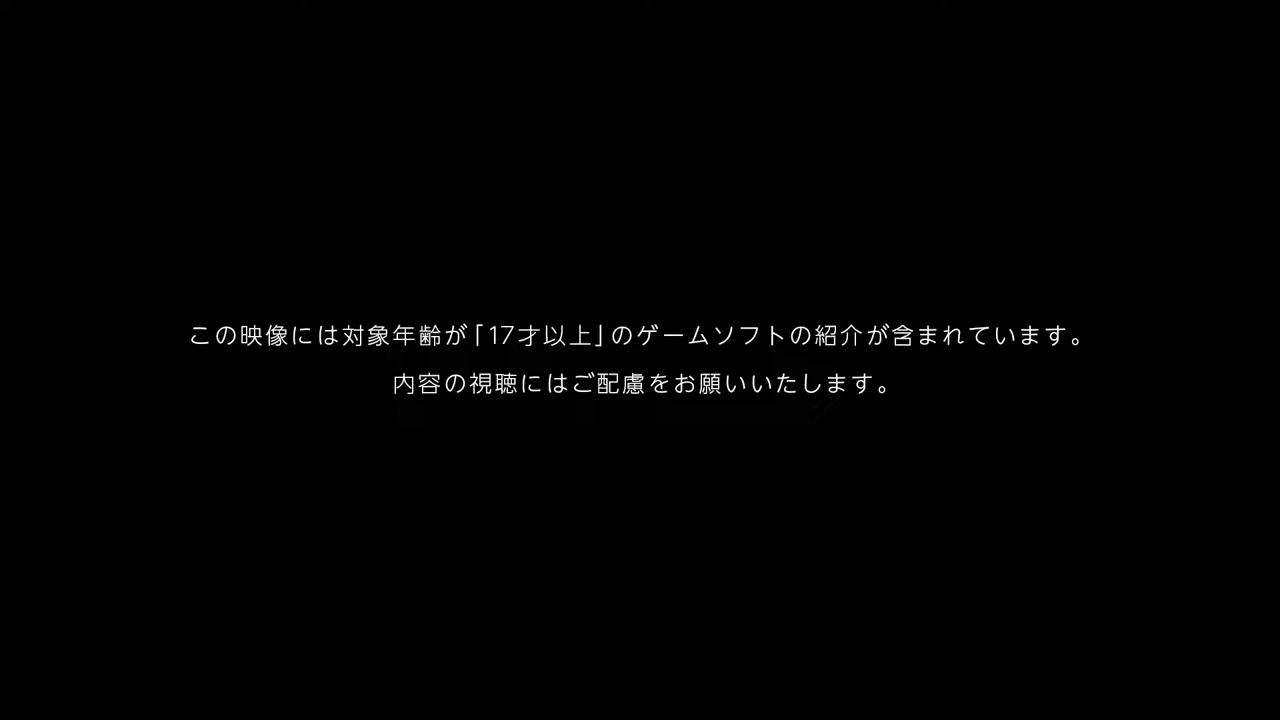 この映像には対象年齢が「17才以上」のゲームソフトの紹介が含まれています。
内容の視聴にはご配慮をお願いいたします。